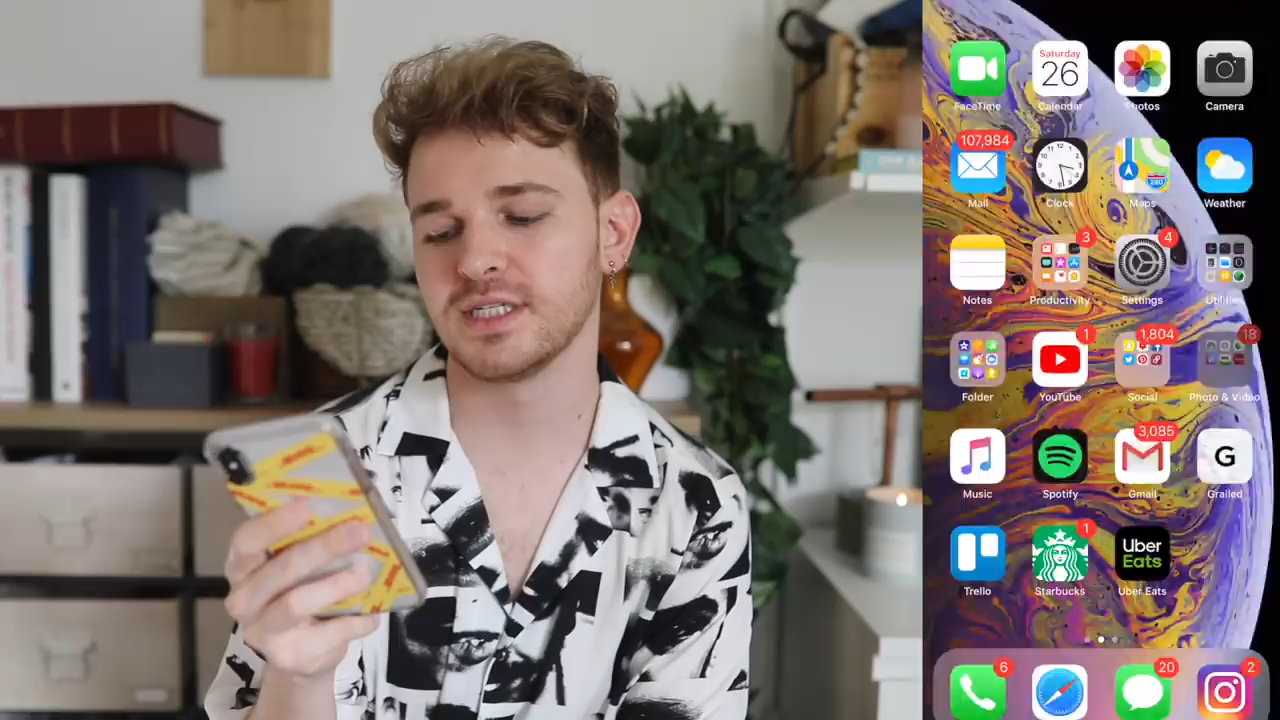 Saturday
26
FaceTime
Calendar
Photos
Camera
107,984
280
Mail
Clock
Maps
Weather
3
4
Notes
Productivity
Settings
Utilities
1
1,804
18
Folder
YouTube
Social
Photo & Video
3,085
G
Music
Spotify
Gmail
Grailed
1
Uber
Eats
Trello
Starbucks
Uber Eats
6
20
2